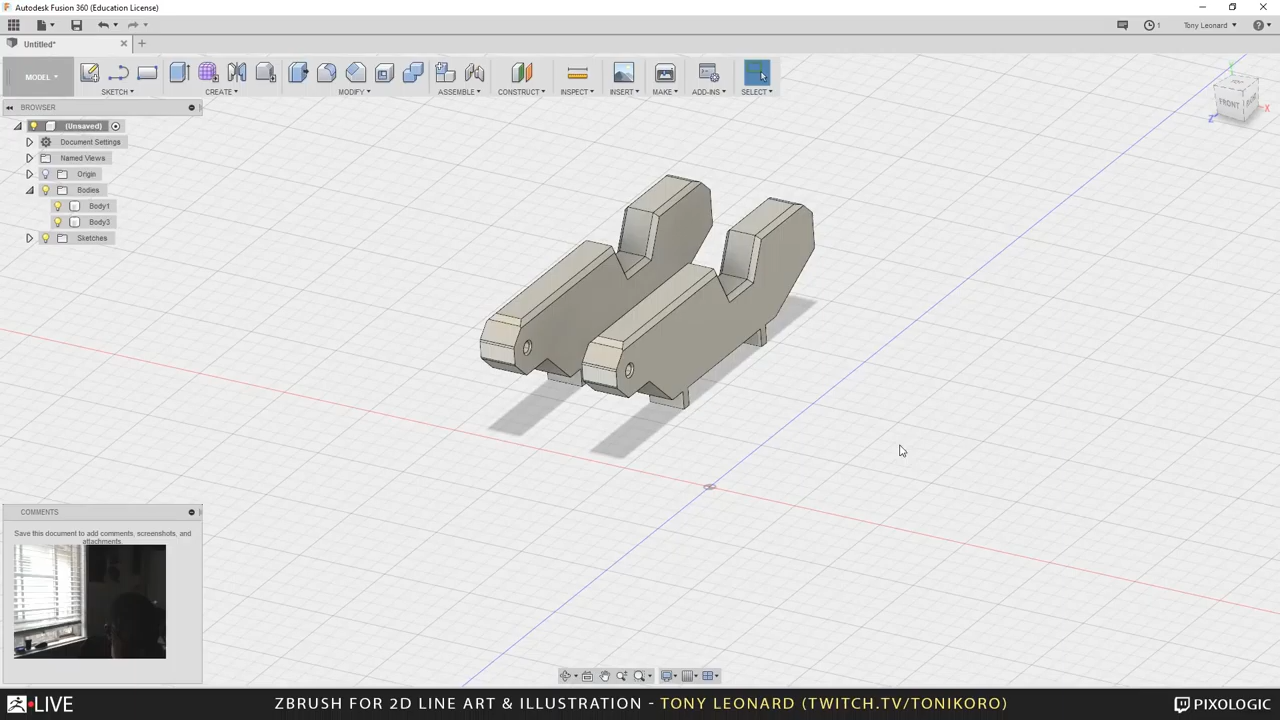 Autodesk Fusion 360 (Education License)
1
Tony Leonard
Untitled*
MODEL
SKETCH
CREATE
MODIFY
ASSEMBLE
CONSTRUCT
INSPECT
INSERT
MAKE
ADD-INS
SELECT
BROWSER
(Unsaved)
Document Settings
Named Views
Origin
Bodies
Body1
Body3
Sketches
FRONT
Y
X
Z
COMMENTS
Save this document to add comments, screenshots, and
attachments.
LIVE
ZBRUSH FOR 2D LINE ART & ILLUSTRATION - TONY LEONARD (TWITCH.TV/TONIKORO)
PIXOLOGIC